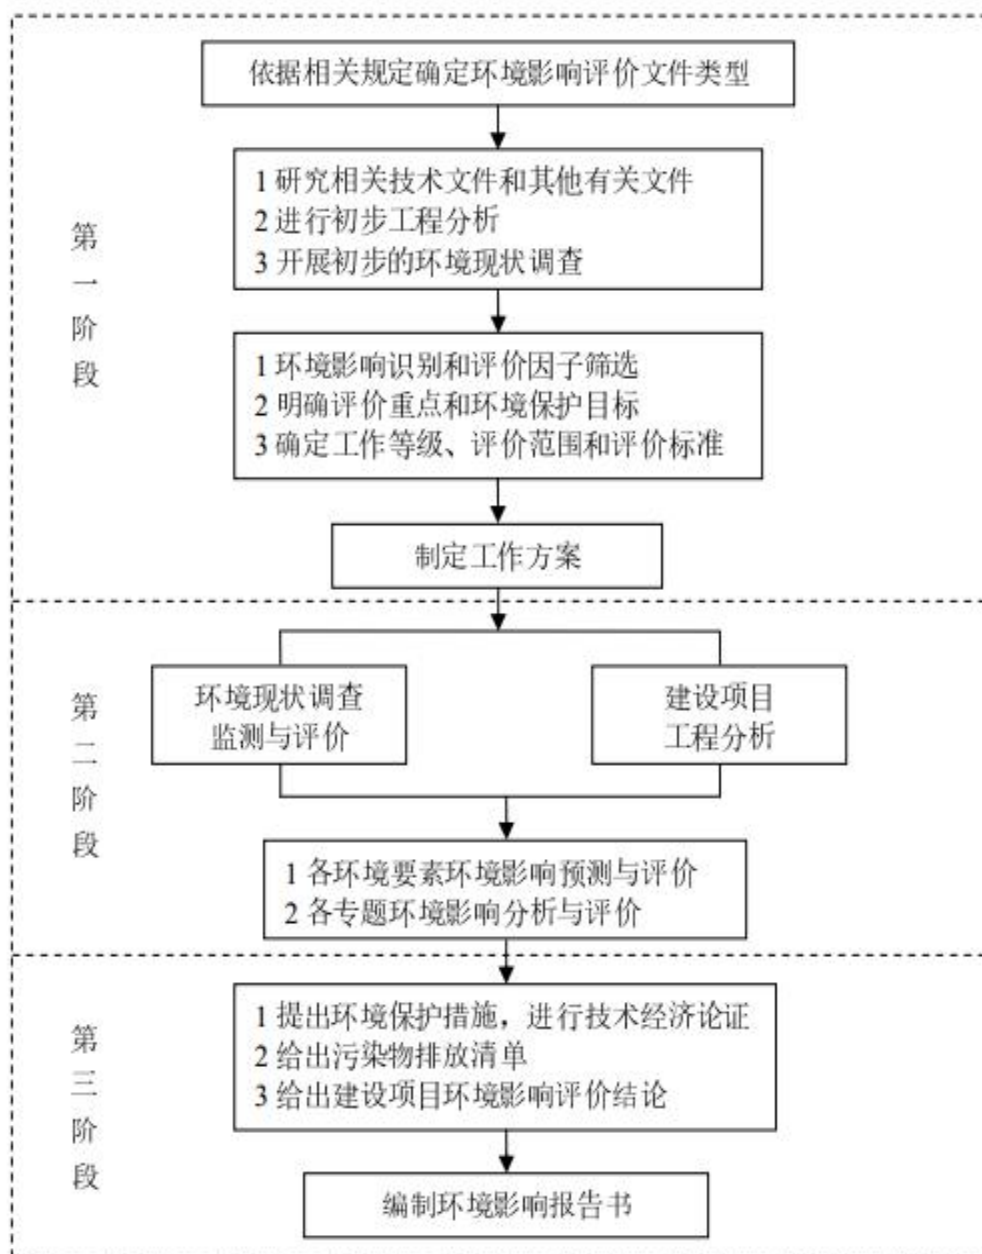 依据相关规定确定环境影响评价文件类型
1 研究相关技术文件和其他有关文件
2 进行初步工程分析
3 开展初步的环境现状调查
第一阶段
1 环境影响识别和评价因子筛选
2 明确评价重点和环境保护目标
3 确定工作等级、评价范围和评价标准
制定工作方案
第二阶段
环境现状调查
监测与评价
建设项目
工程分析
1 各环境要素环境影响预测与评价
2 各专题环境影响分析与评价
第三阶段
1 提出环境保护措施，进行技术经济论证
2 给出污染物排放清单
3 给出建设项目环境影响评价结论
编制环境影响报告书